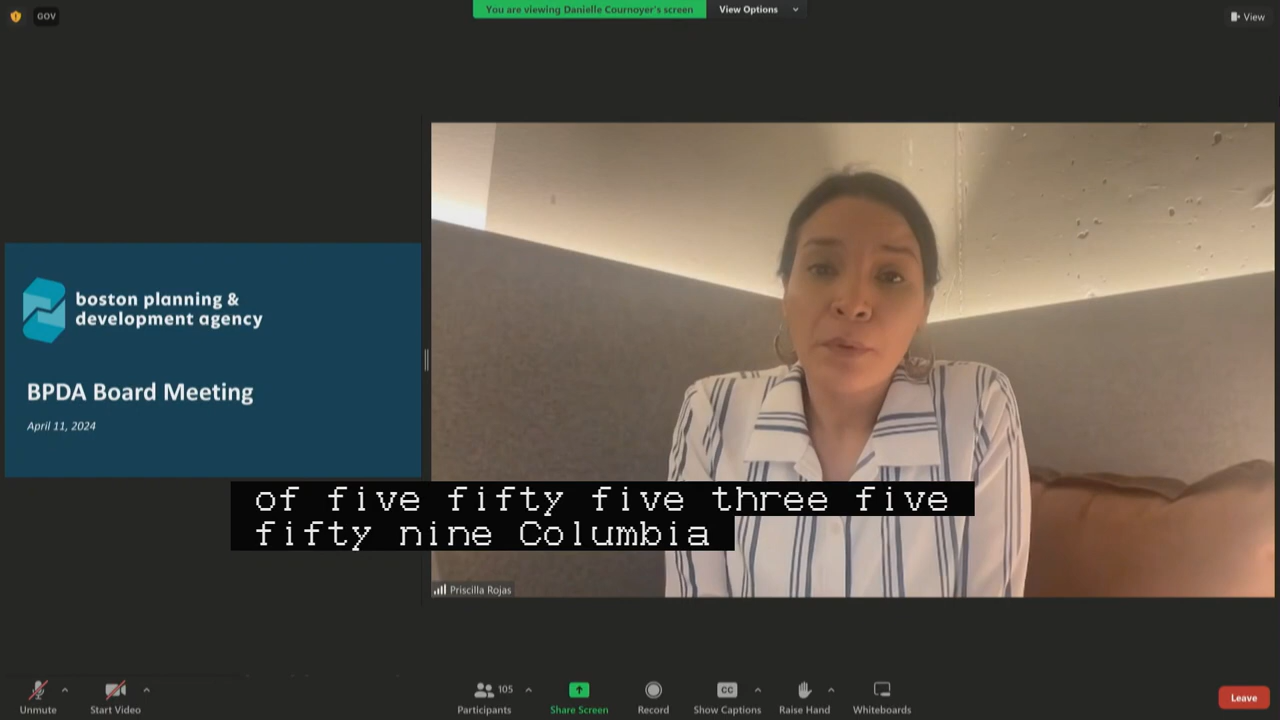 GOV
You are viewing Danielle Cournoyer's screen
View Options
View
boston planning &
development agency
BPDA Board Meeting
April 11, 2024
of five fifty five three five
fifty nine Columbia
Priscilla Rojas
Unmute
Start Video
105
Participants
Share Screen
Record
CC
Show Captions
Raise Hand
Whiteboards
Leave